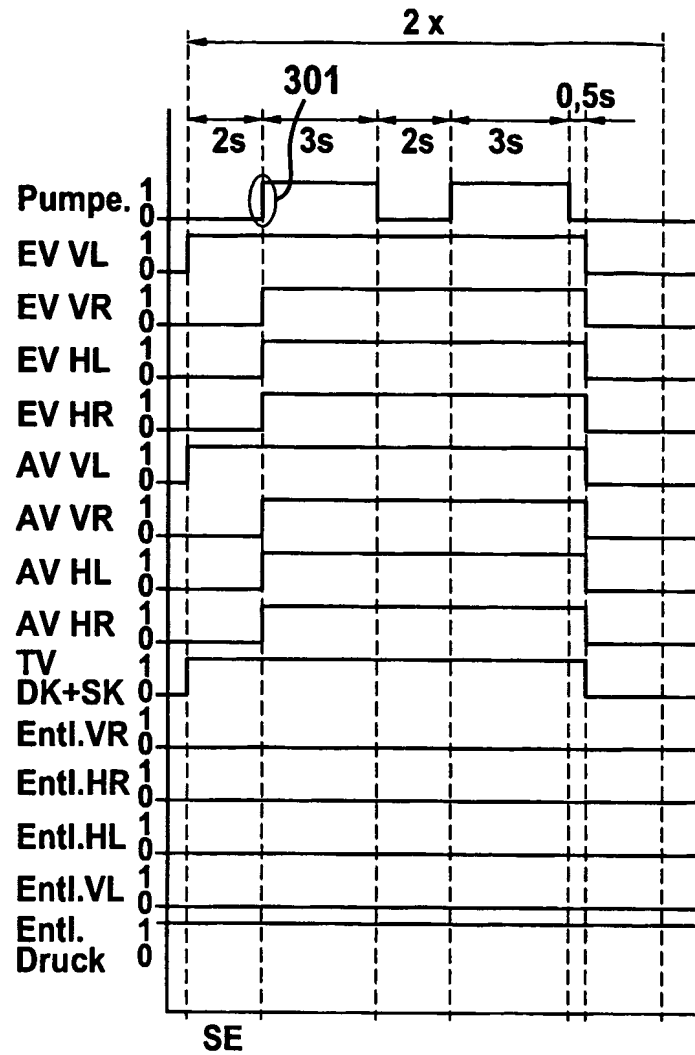 2 x
301
0,5s
2s 3s 2s 3s
Pumpe. 1
0
EV VL 1
0
EV VR 1
0
EV HL 1
0
EV HR 1
0
AV VL 1
0
AV VR 1
0
AV HL 1
0
AV HR 1
0
TV
DK+SK 1
0
Entl.VR 1
0
Entl.HR 1
0
Entl.HL 1
0
Entl.VL 1
0
Entl. 1
Druck 0
SE